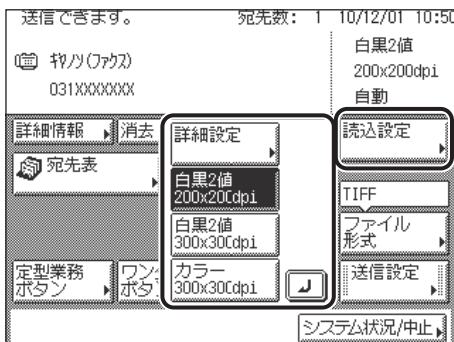 送信できます。 宛先数: 1 10/12/01 10:50
白黒2値
200x200dpi
自動
ｷﾔﾉﾝ(ﾌｧｸｽ)
031XXXXXXX
詳細情報
消去
詳細設定
読込設定
宛先表
白黒2値
200x200dpi
TIFF
白黒2値
300x300dpi
ファイル
形式
定型業務
ボタン
ワン
ボタ
カラー
300x300dpi
送信設定
システム状況/中止